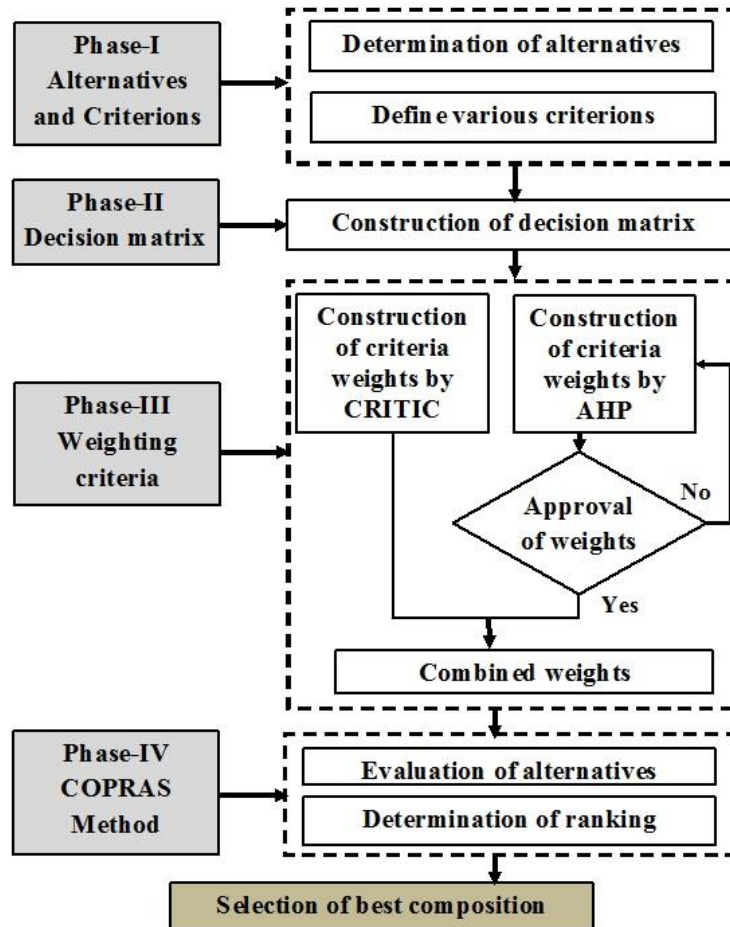 Phase-I
Alternatives
and Criterions
Determination of alternatives
Define various criterions
Phase-II
Decision matrix
Construction of decision matrix
Phase-III
Weighting
criteria
Construction
of criteria
weights by
CRITIC
Construction
of criteria
weights by
AHP
Approval
of weights
No
Yes
Combined weights
Phase-IV
COPRAS
Method
Evaluation of alternatives
Determination of ranking
Selection of best composition